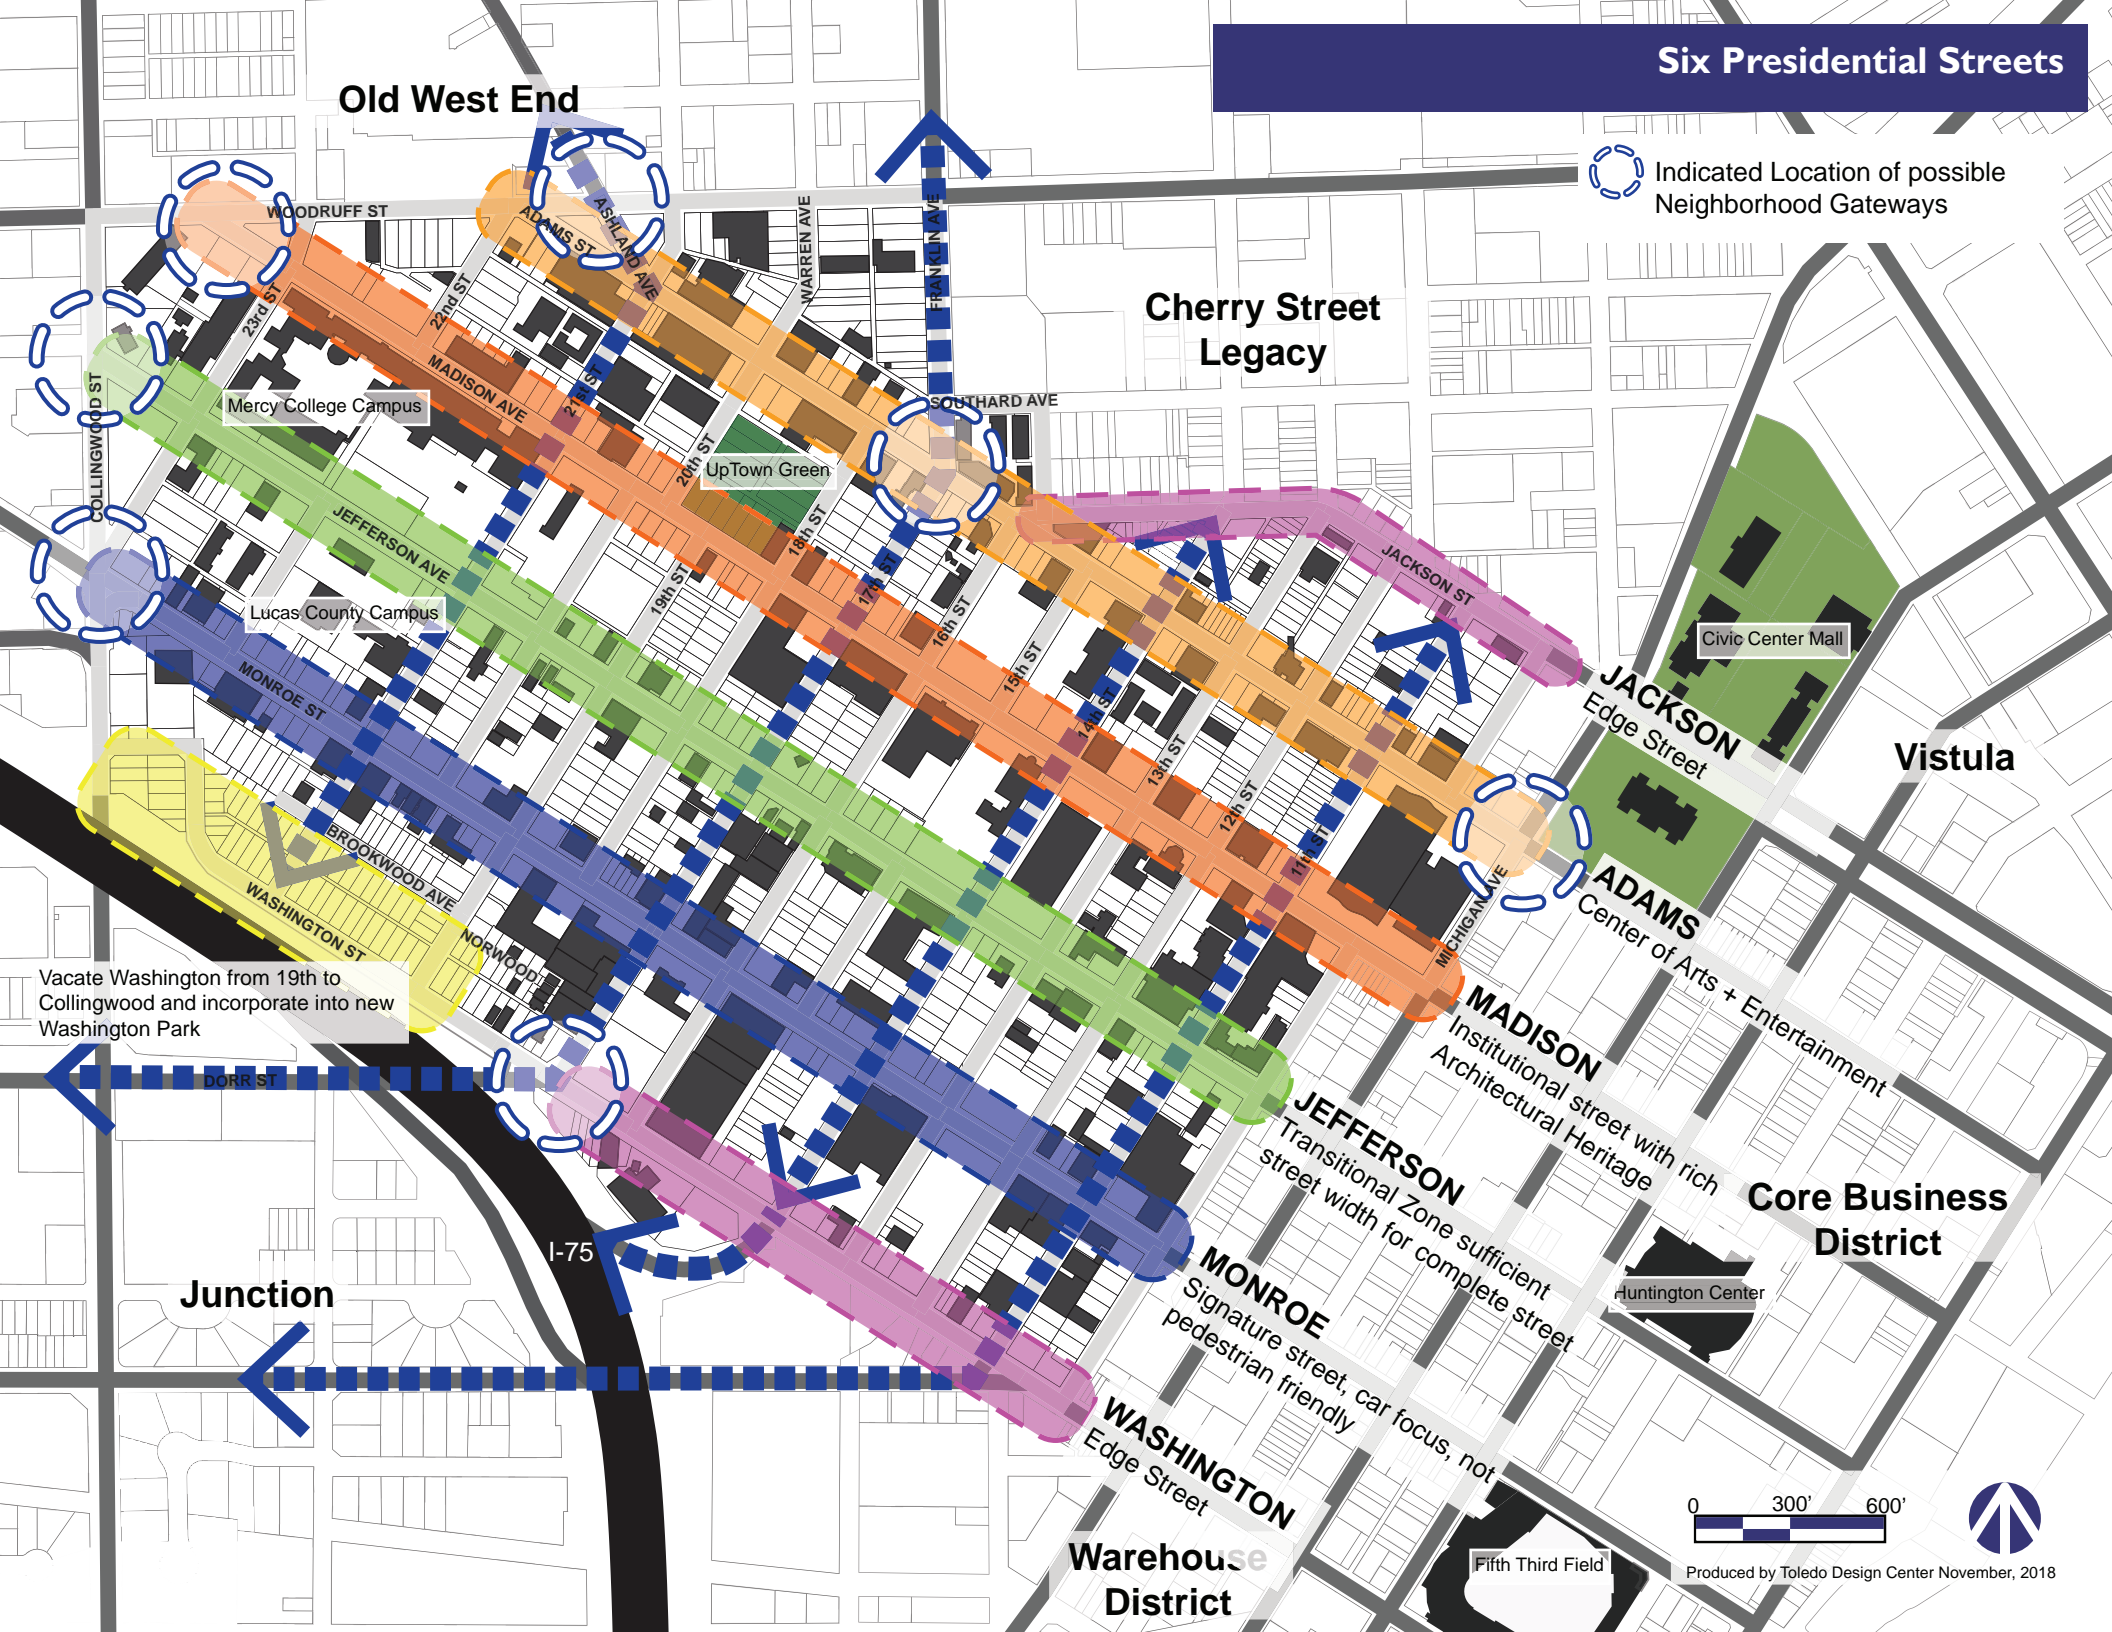 Six Presidential Streets
Indicated Location of possible
Neighborhood Gateways
Old West End
WOODRUFF ST
ADAMS ST
ASHLAND AVE
WARREN AVE
FRANKLIN AVE
Cherry Street
Legacy
23rd ST
22nd ST
MADISON AVE
21st ST
SOUTHARD AVE
Mercy College Campus
COLLINGWOOD ST
20th ST
UpTown Green
18th ST
JEFFERSON AVE
17th ST
19th ST
16th ST
15th ST
JACKSON ST
Lucas County Campus
Civic Center Mall
MONROE ST
14th ST
13th ST
12th ST
11th ST
MICHIGAN AVE
JACKSON
Edge Street
Vistula
BROOKWOOD AVE
WASHINGTON ST
NORWOOD
ADAMS
Center of Arts + Entertainment
Vacate Washington from 19th to
Collingwood and incorporate into new
Washington Park
DORR ST
MADISON
Institutional street with rich
Architectural Heritage
JEFFERSON
Transitional Zone sufficient
street width for complete street
Core Business
District
Huntington Center
I-75
Junction
MONROE
Signature street, car focus, not
pedestrian friendly
WASHINGTON
Edge Street
Warehouse
District
Fifth Third Field
0 300' 600'
Produced by Toledo Design Center November, 2018